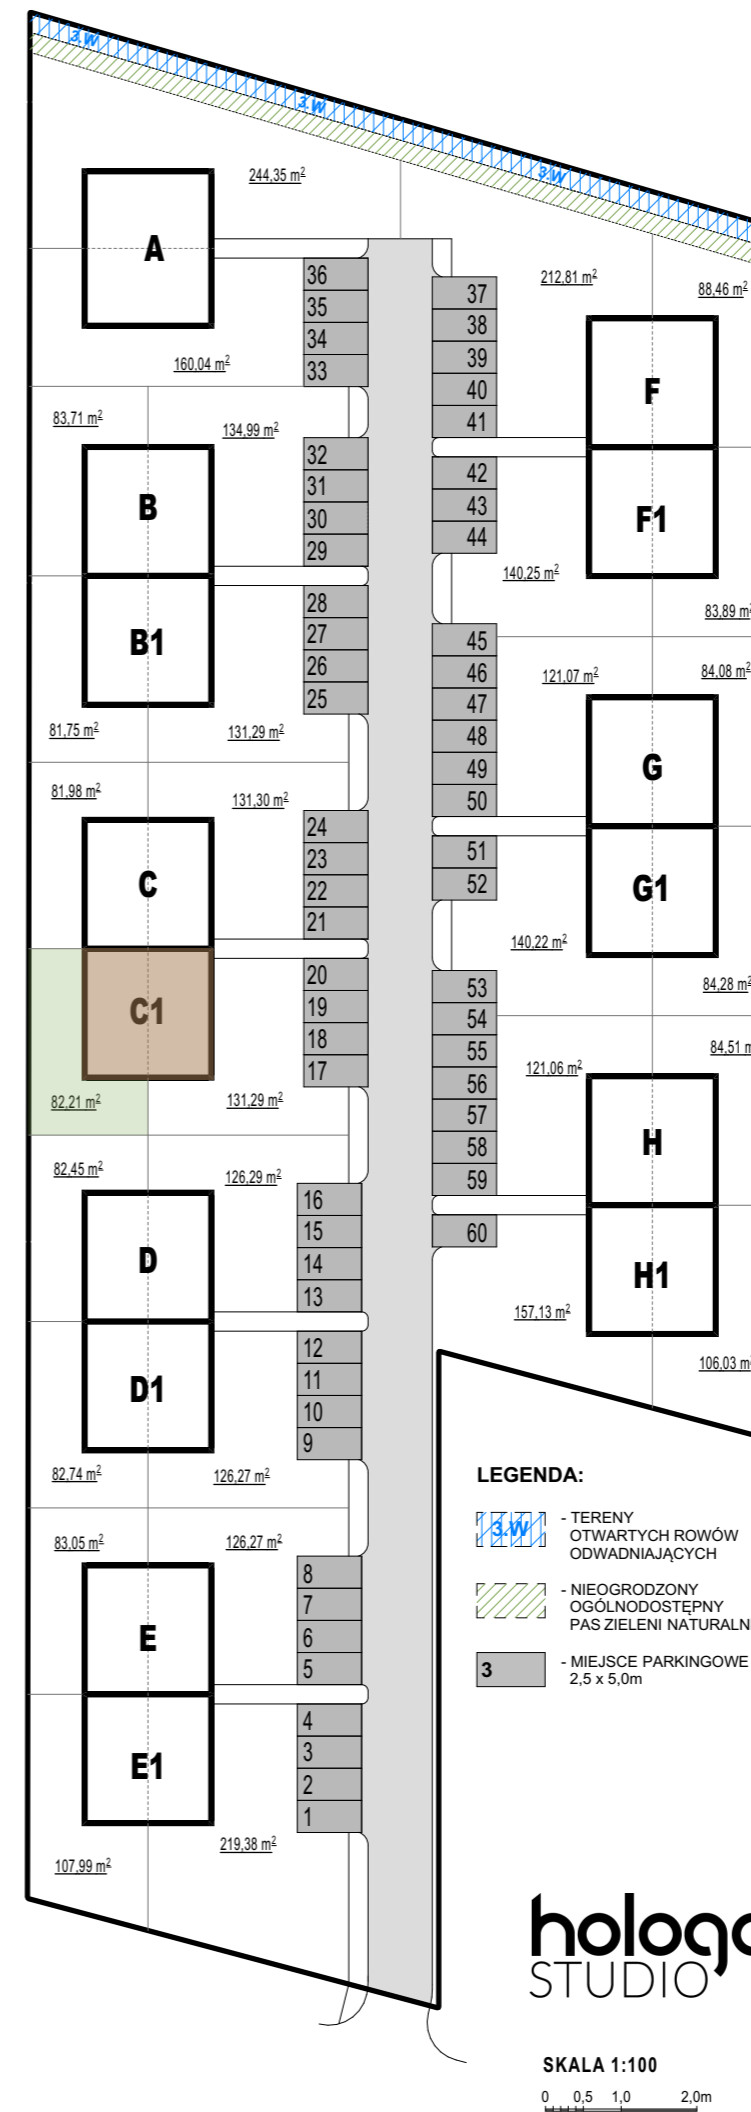 3.W
3.W
3.W
244,35 m²
A
160,04 m²
36
35
34
33
83,71 m²
134,99 m²
B
32
31
30
29
B1
28
27
26
25
81,75 m²
131,29 m²
81,98 m²
131,30 m²
C
24
23
22
21
C1
20
19
18
17
82,21 m²
131,29 m²
82,45 m²
126,29 m²
D
16
15
14
13
D1
12
11
10
9
82,74 m²
126,27 m²
83,05 m²
126,27 m²
E
8
7
6
5
E1
4
3
2
1
219,38 m²
107,99 m²
212,81 m²
88,46 m²
37
38
39
40
41
F
42
43
44
F1
140,25 m²
83,89 m²
45
46
47
48
49
50
121,07 m²
84,08 m²
G
51
52
G1
140,22 m²
84,28 m²
53
54
55
56
57
58
59
84,51 m
121,06 m²
H
60
H1
157,13 m²
106,03 m²
LEGENDA:
3.W
- TERENY
OTWARTYCH ROWÓW
ODWADNIAJĄCYCH
- NIEOGRODZONY
OGÓLNODOSTĘPNY
PAS ZIELENI NATURALN
3
- MIEJSCE PARKINGOWE
2,5 x 5,0m
holog
STUDIO
SKALA 1:100
0 0,5 1,0 2,0m